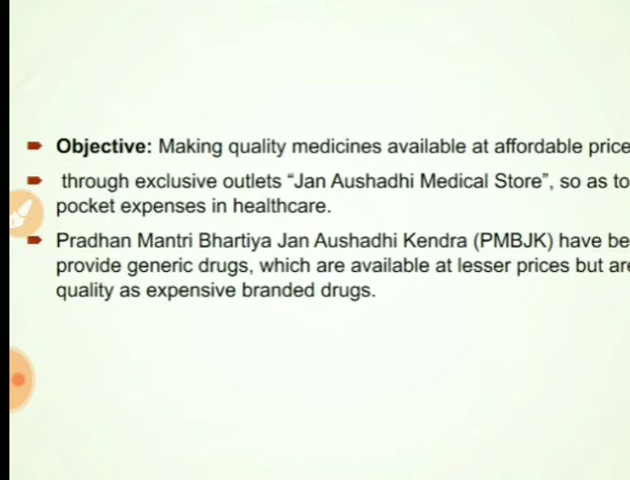 Objective: Making quality medicines available at affordable price
through exclusive outlets “Jan Aushadhi Medical Store”, so as to
pocket expenses in healthcare.
Pradhan Mantri Bhartiya Jan Aushadhi Kendra (PMBJK) have be
provide generic drugs, which are available at lesser prices but are
quality as expensive branded drugs.